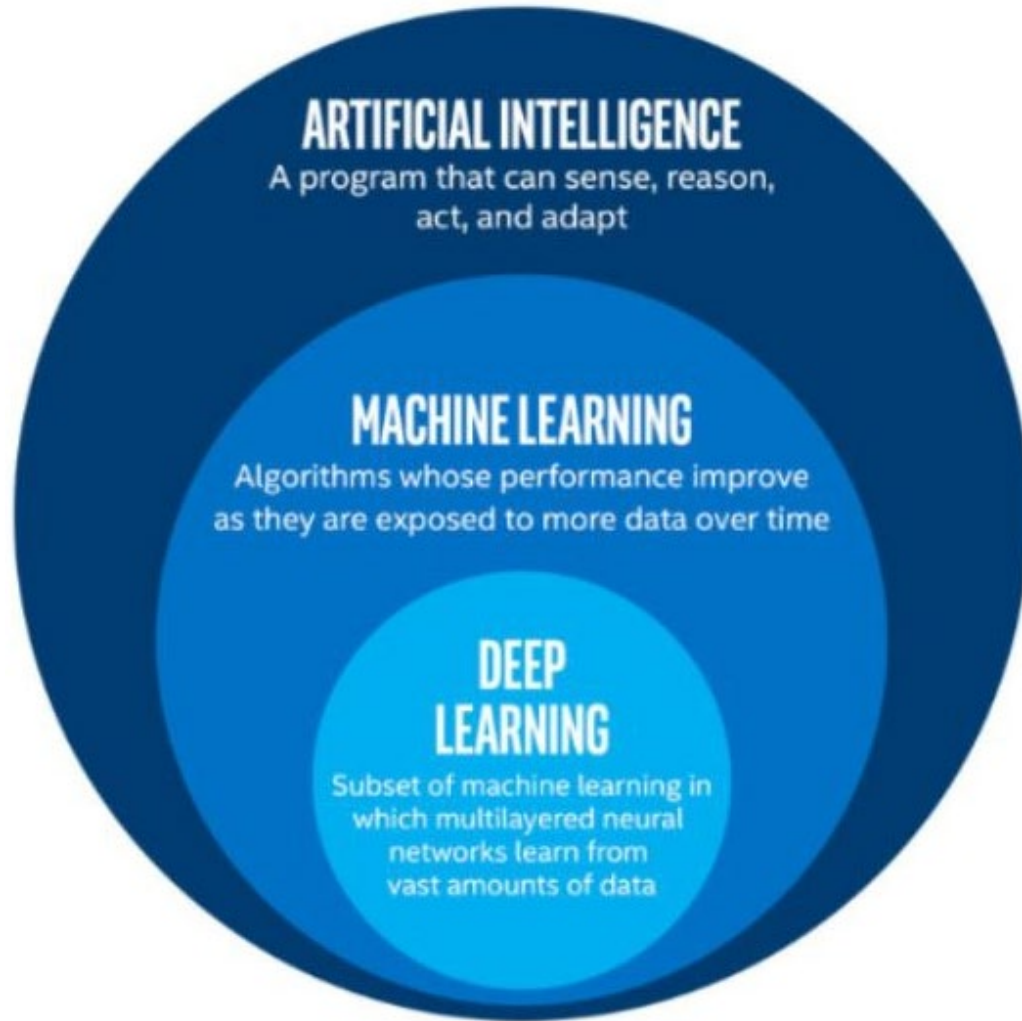 ARTIFICIAL INTELLIGENCE
A program that can sense, reason,
act, and adapt
MACHINE LEARNING
Algorithms whose performance improve
as they are exposed to more data over time
DEEP
LEARNING
Subset of machine learning in
which multilayered neural
networks learn from
vast amounts of data